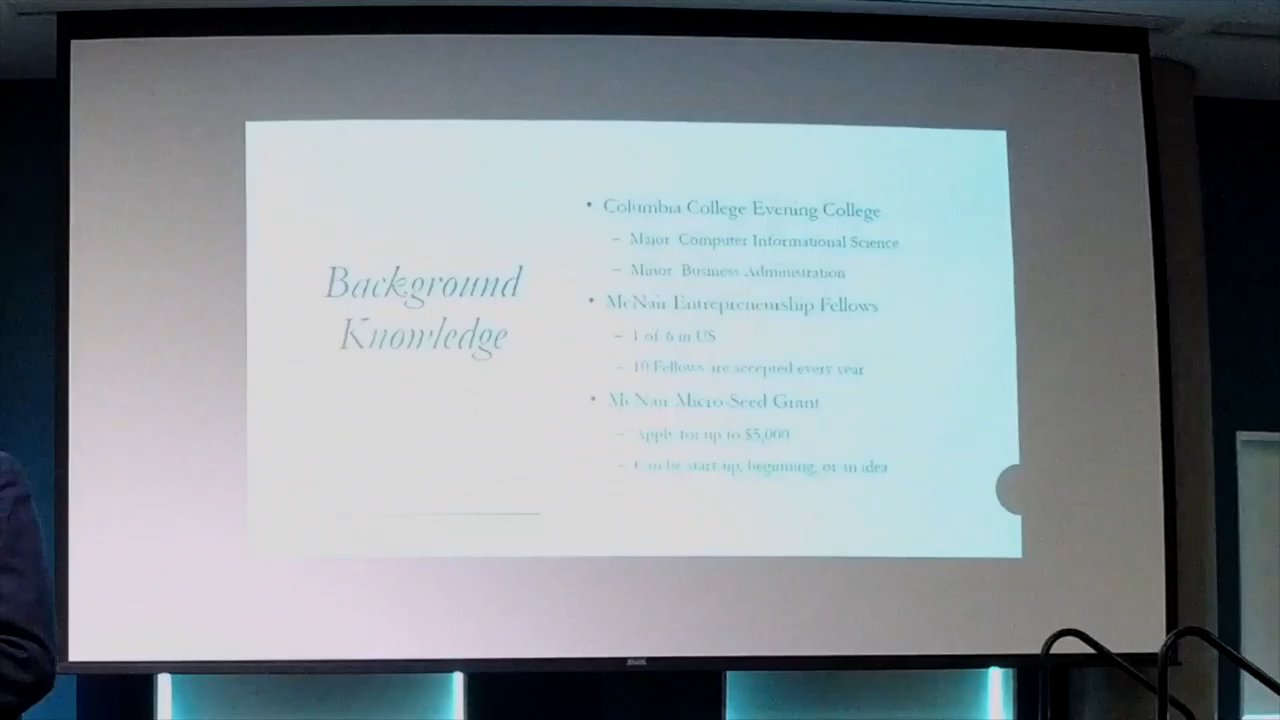 Background
Knowledge
• Columbia College Evening College
– Major Computer Informational Science
– Minor Business Administration
• McNair Entrepreneurship Fellows
– 1 of 6 in US
– 10 Fellows are accepted every year
• McNair Micro-Seed Grant
– Apply for up to $5,000
– Can be start up, beginning, or an idea